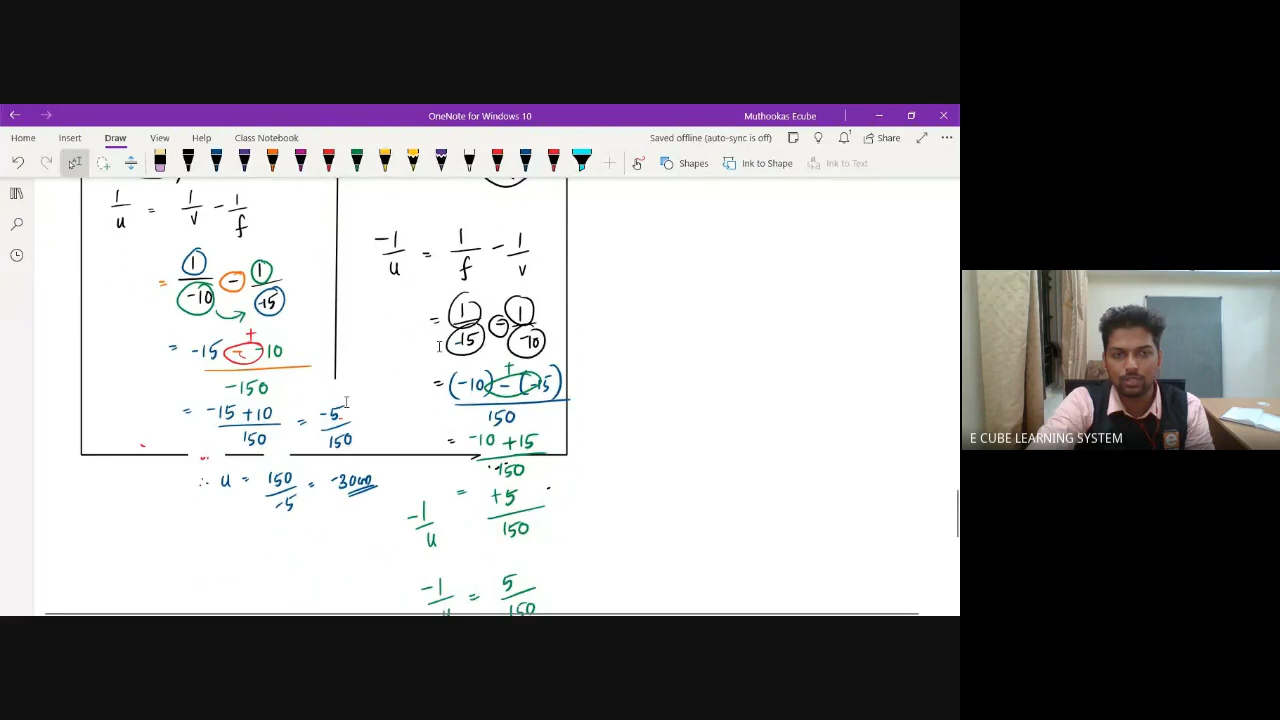 OneNote for Windows 10
Muthookas Ecube
Home Insert Draw View Help Class Notebook
Saved offline (auto-sync is off)
Share
Shapes
Ink to Shape
Ink to Text
1/u = 1/v - 1/f
= 1/-10 - 1/-15
= -15 - -10 / -150
+
= -15 + 10 / 150 = -5/150
∴ u = 150/-5 =
-1/u = 1/f - 1/v
= 1/-15 - 1/-10
= (-10) - (-15) / 150
+
= -10 + 15 / 150
-1/u = +5/150
-1/u = 5/150
E CUBE LEARNING SYSTEM